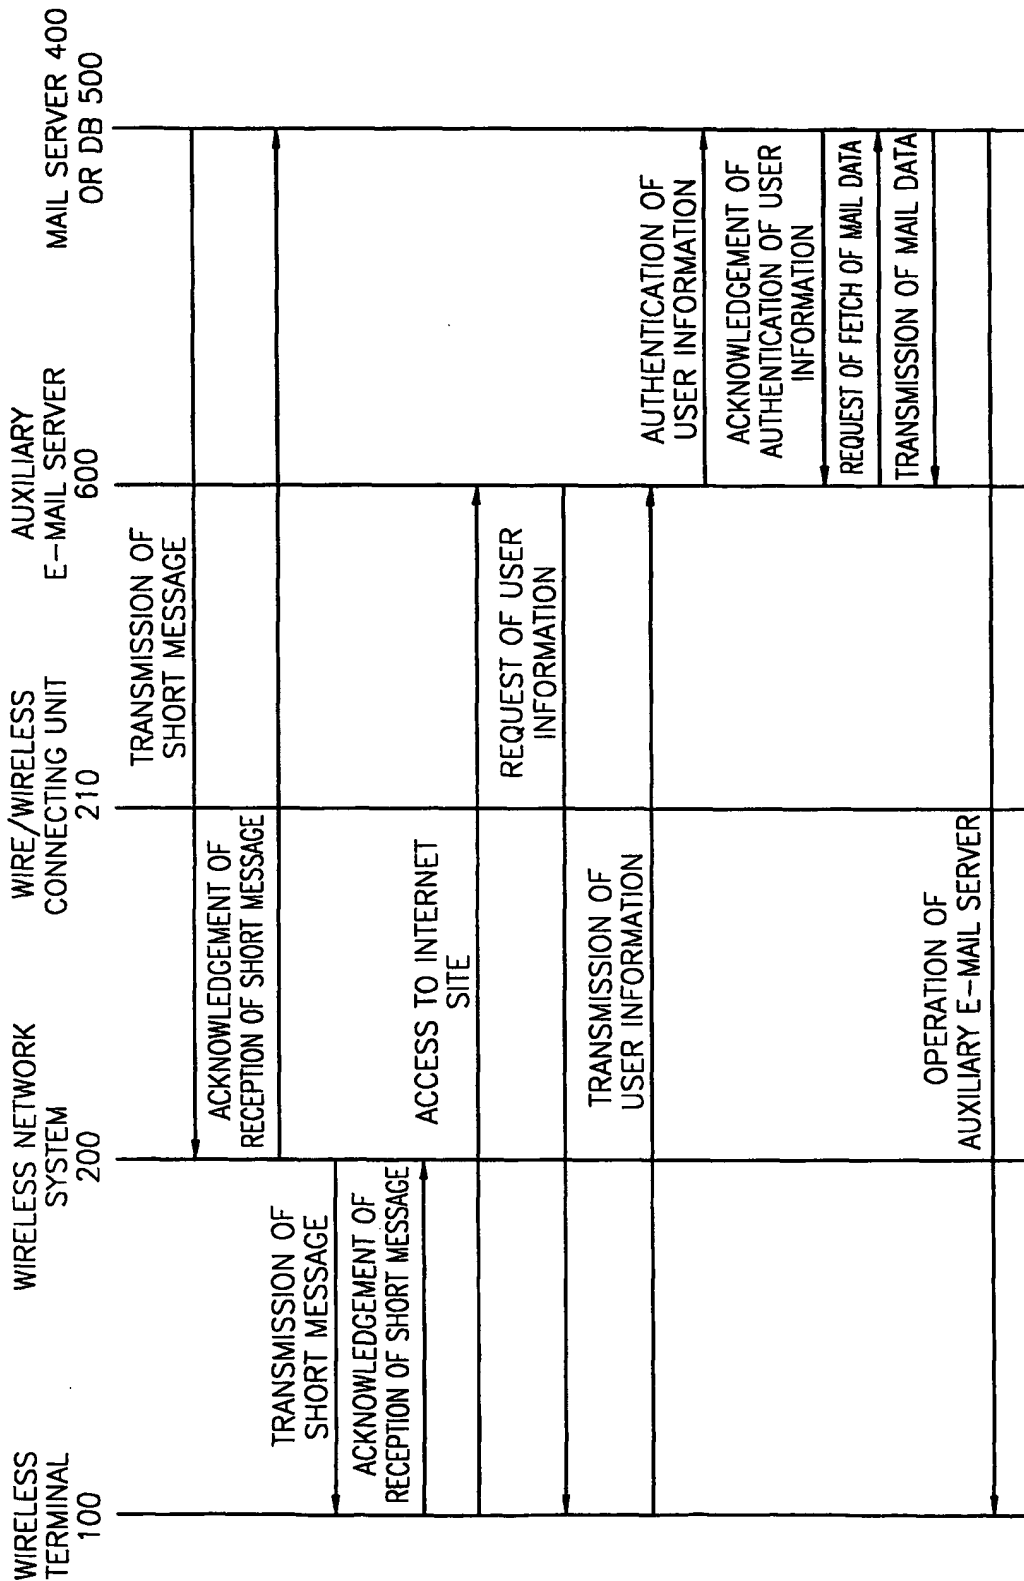 WIRELESS
TERMINAL
100
WIRELESS NETWORK
SYSTEM
200
WIRE/WIRELESS
CONNECTING UNIT
210
AUXILIARY
E-MAIL SERVER
600
MAIL SERVER 400
OR DB 500
TRANSMISSION OF
SHORT MESSAGE
ACKNOWLEDGEMENT OF
RECEPTION OF SHORT MESSAGE
TRANSMISSION OF
SHORT MESSAGE
ACKNOWLEDGEMENT OF
RECEPTION OF SHORT MESSAGE
ACCESS TO INTERNET
SITE
REQUEST OF USER
INFORMATION
TRANSMISSION OF
USER INFORMATION
AUTHENTICATION OF
USER INFORMATION
ACKNOWLEDGEMENT OF
AUTHENTICATION OF USER
INFORMATION
REQUEST OF FETCH OF MAIL DATA
TRANSMISSION OF MAIL DATA
OPERATION OF
AUXILIARY E-MAIL SERVER